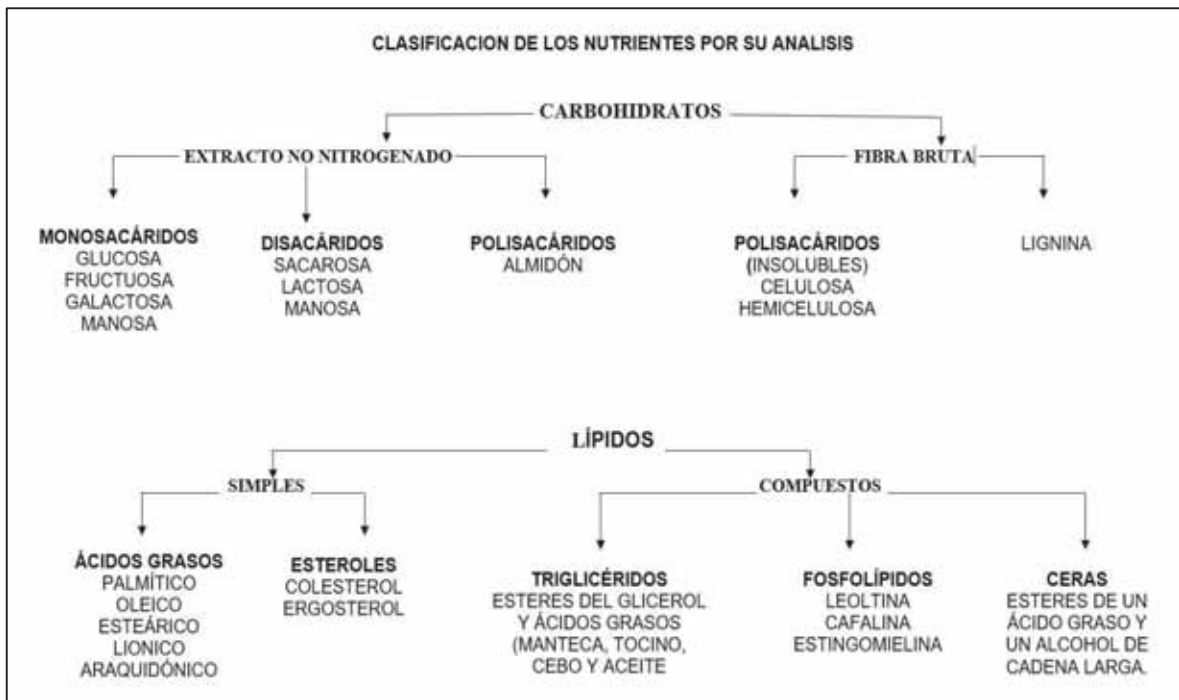 CLASIFICACION DE LOS NUTRIENTES POR SU ANALISIS
CARBOHIDRATOS
EXTRACTO NO NITROGENADO
FIBRA BRUTA
MONOSACÁRIDOS
GLUCOSA
FRUCTUOSA
GALACTOSA
MANOSA
DISACÁRIDOS
SACAROSA
LACTOSA
MANOSA
POLISACÁRIDOS
ALMIDÓN
POLISACÁRIDOS
(INSOLUBLES)
CELULOSA
HEMICELULOSA
LIGNINA
LÍPIDOS
SIMPLES
COMPUESTOS
ÁCIDOS GRASOS
PALMÍTICO
OLEICO
ESTEÁRICO
LIONICO
ARAQUIDÓNICO
ESTEROLES
COLESTEROL
ERGOSTEROL
TRIGLICÉRIDOS
ESTERES DEL GLICEROL
Y ÁCIDOS GRASOS
(MANTECA, TOCINO,
CEBO Y ACEITE
FOSFOLÍPIDOS
LEOLTINA
CAFALINA
ESTINGOMIELINA
CERAS
ESTERES DE UN
ÁCIDO GRASO Y
UN ALCOHOL DE
CADENA LARGA.